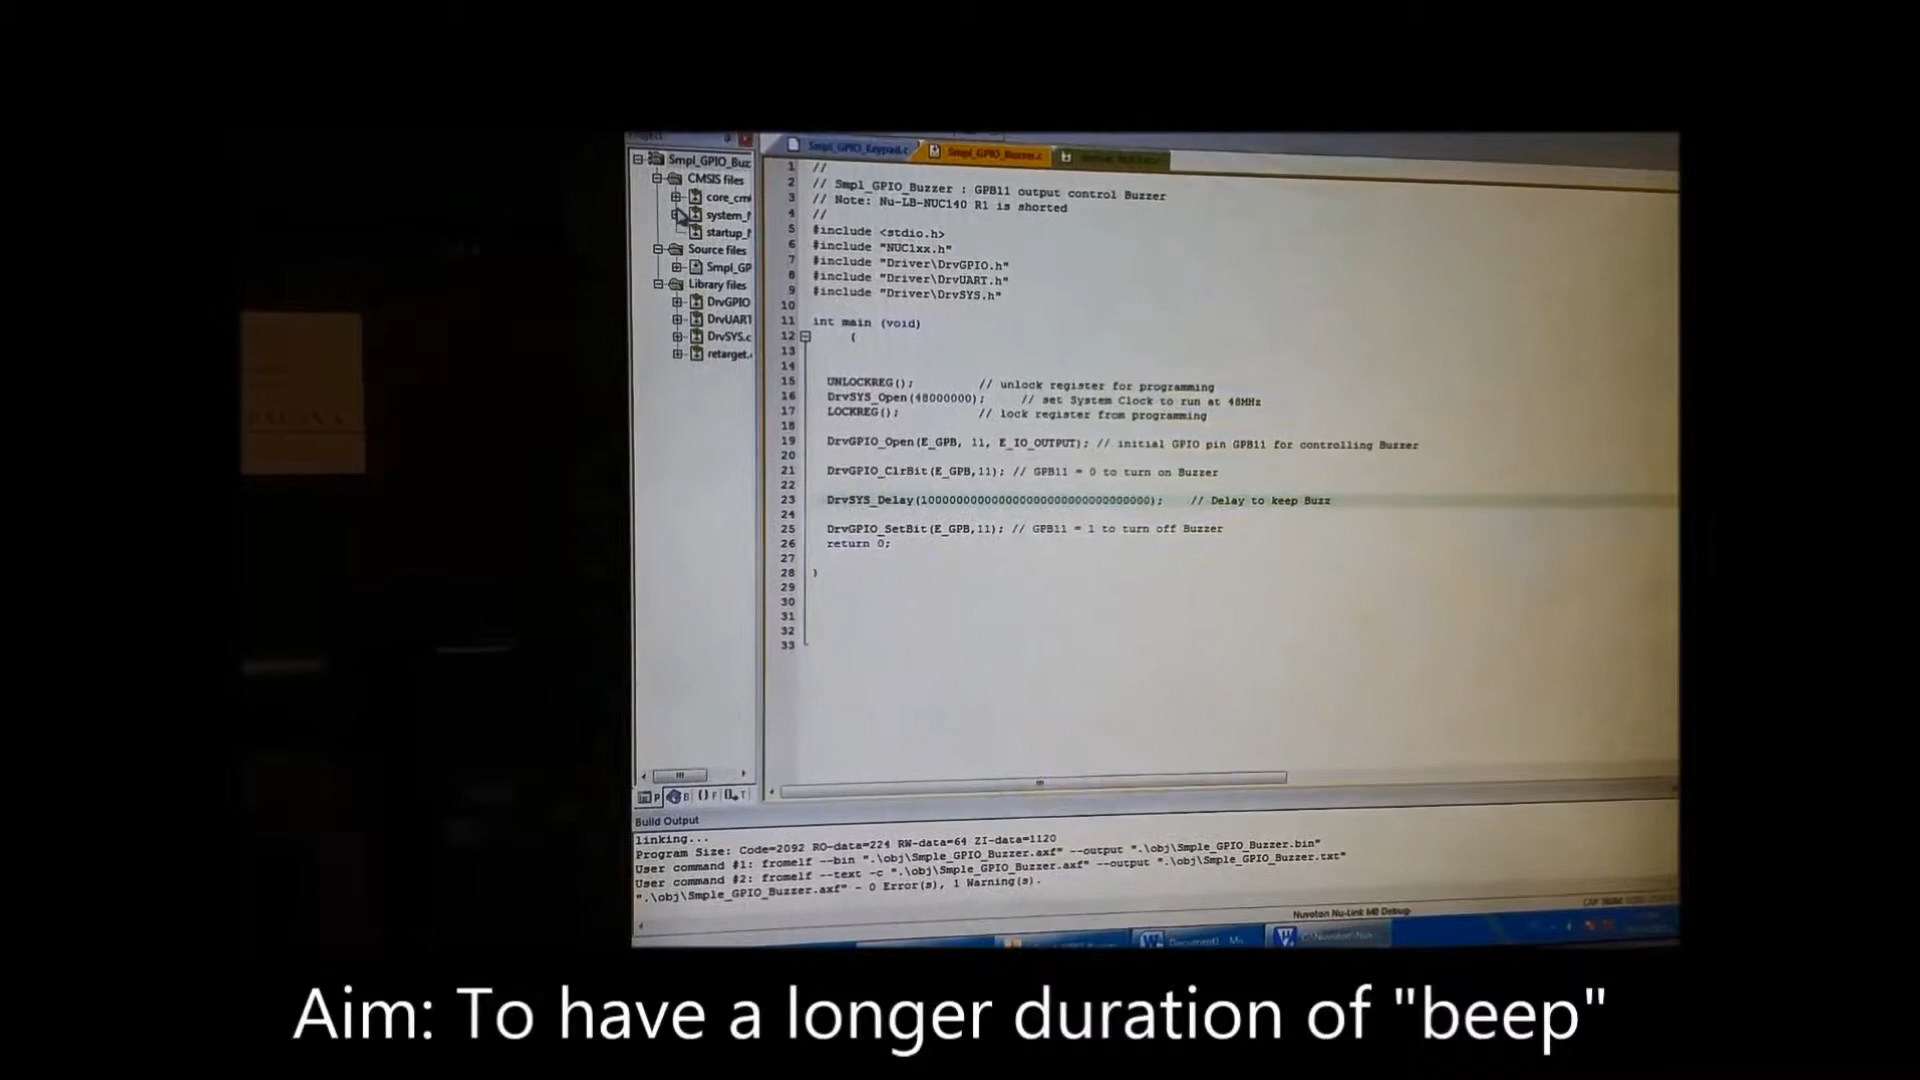 Project
Smpl_GPIO_Buz
CMSIS files
core_cm
system_
startup_
Source files
Smpl_GP
Library files
DrvGPIO
DrvUART
DrvSYS.c
retarget.
Smpl_GPIO_Keypad.c
Smpl_GPIO_Buzzer.c
1 //
2 // Smpl_GPIO_Buzzer : GPB11 output control Buzzer
3 // Note: Nu-LB-NUC140 R1 is shorted
4 //
5 #include <stdio.h>
6 #include "NUC1xx.h"
7 #include "Driver\DrvGPIO.h"
8 #include "Driver\DrvUART.h"
9 #include "Driver\DrvSYS.h"
10
11 int main (void)
12 {
13
14
15 UNLOCKREG(); // unlock register for programming
16 DrvSYS_Open(48000000); // set System Clock to run at 48MHz
17 LOCKREG(); // lock register from programming
18
19 DrvGPIO_Open(E_GPB, 11, E_IO_OUTPUT); // initial GPIO pin GPB11 for controlling Buzzer
20
21 DrvGPIO_ClrBit(E_GPB,11); // GPB11 = 0 to turn on Buzzer
22
23 DrvSYS_Delay(10000000000000000000000000000000); // Delay to keep Buzz
24
25 DrvGPIO_SetBit(E_GPB,11); // GPB11 = 1 to turn off Buzzer
26 return 0;
27
28 }
29
30
31
32
33
Build Output
linking...
Program Size: Code=2092 RO-data=224 RW-data=64 ZI-data=1120
User command #1: fromelf --bin ".\obj\Smple_GPIO_Buzzer.axf" --output ".\obj\Smple_GPIO_Buzzer.bin"
User command #2: fromelf --text -c ".\obj\Smple_GPIO_Buzzer.axf" --output ".\obj\Smple_GPIO_Buzzer.txt"
".\obj\Smple_GPIO_Buzzer.axf" - 0 Error(s), 1 Warning(s).
Nuvoton Nu-Link M0 Debug
Document1 - Mi
Aim: To have a longer duration of "beep"